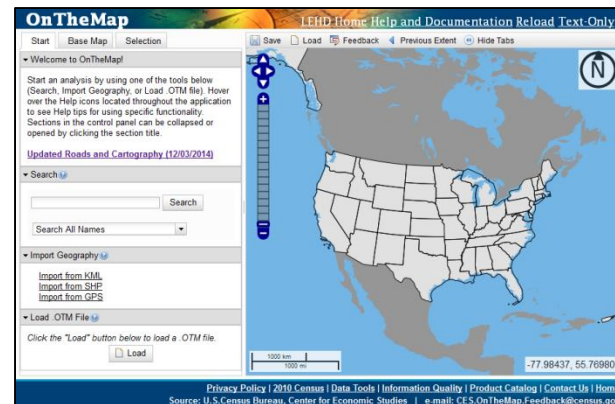 OnTheMap
LEHD Home Help and Documentation Reload Text-Only
Start Base Map Selection
Save Load Feedback Previous Extent Hide Tabs
Welcome to OnTheMap!
Start an analysis by using one of the tools below
(Search, Import Geography, or Load .OTM file). Hover
over the Help icons located throughout the application
to see Help tips for using specific functionality.
Sections in the control panel can be collapsed or
opened by clicking the section title.
Updated Roads and Cartography (12/03/2014)
Search
Search
Search All Names
Import Geography
Import from KML
Import from SHP
Import from GPS
Load .OTM File
Click the "Load" button below to load a .OTM file.
Load
N
1000 km
1000 mi
-77.98437, 55.76980
Privacy Policy | 2010 Census | Data Tools | Information Quality | Product Catalog | Contact Us | Hom
Source: U.S.Census Bureau, Center for Economic Studies | e-mail: CES.OnTheMap.Feedback@census.go